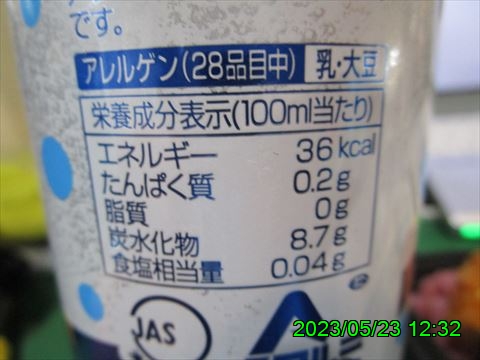 です。
アレルゲン(28品目中) 乳・大豆
栄養成分表示(100ml当たり)
エネルギー 36kcal
たんぱく質 0.2g
脂質 0g
炭水化物 8.7g
食塩相当量 0.04g
JAS
2023/05/23 12:32